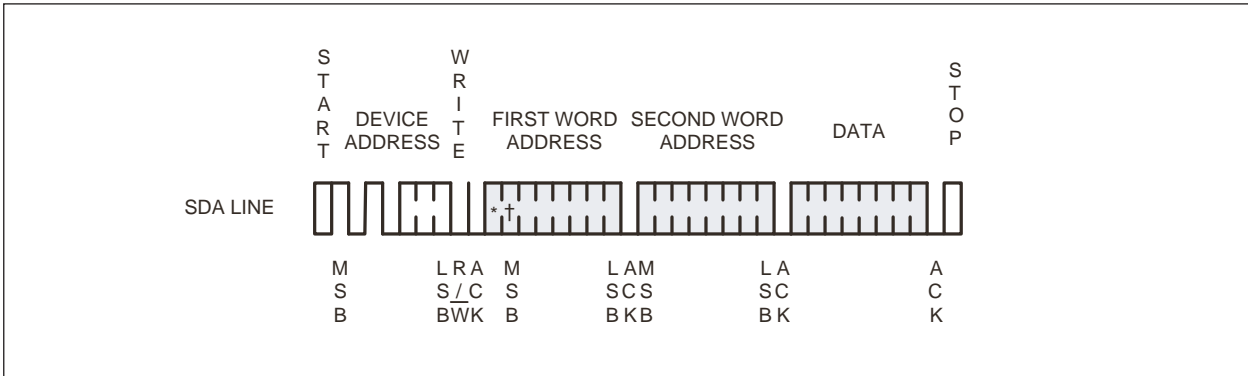 START
WRITE
STOP
DEVICE
ADDRESS
FIRST WORD
ADDRESS
SECOND WORD
ADDRESS
DATA
SDA LINE
* †
MSB
LSB
R/W
ACK
MSB
LSB
ACK
MSB
LSB
ACK
ACK